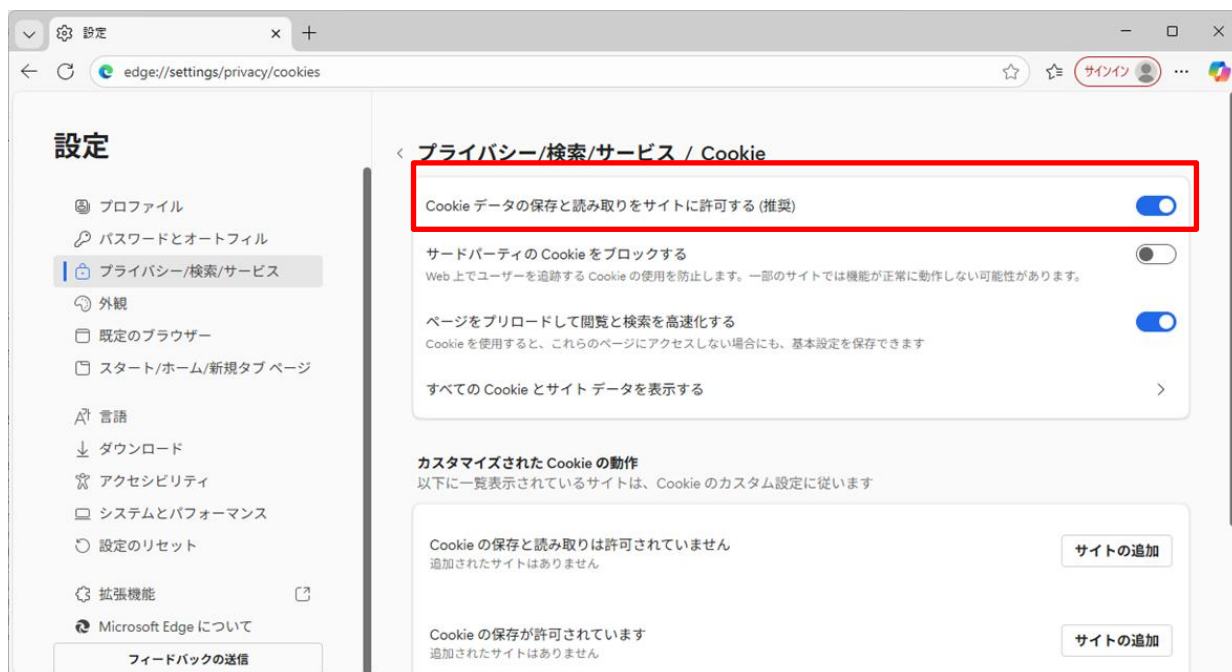 設定
edge://settings/privacy/cookies
サインイン
設定
プロファイル
パスワードとオートフィル
プライバシー/検索/サービス
外観
既定のブラウザー
スタート/ホーム/新規タブ ページ
言語
ダウンロード
アクセシビリティ
システムとパフォーマンス
設定のリセット
拡張機能
Microsoft Edge について
フィードバックの送信
プライバシー/検索/サービス / Cookie
Cookie データの保存と読み取りをサイトに許可する (推奨)
サードパーティの Cookie をブロックする
Web 上でユーザーを追跡する Cookie の使用を防止します。一部のサイトでは機能が正常に動作しない可能性があります。
ページをプリロードして閲覧と検索を高速化する
Cookie を使用すると、これらのページにアクセスしない場合にも、基本設定を保存できます
すべての Cookie とサイト データを表示する
カスタマイズされた Cookie の動作
以下に一覧表示されているサイトは、Cookie のカスタム設定に従います
Cookie の保存と読み取りは許可されていません
追加されたサイトはありません
サイトの追加
Cookie の保存が許可されています
追加されたサイトはありません
サイトの追加